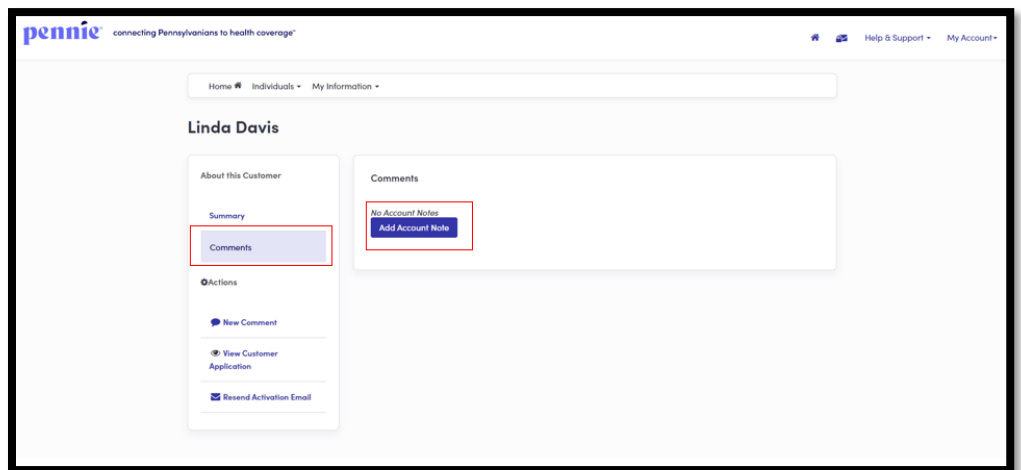 pennie connecting Pennsylvanians to health coverage™
Help & Support My Account
Home Individuals My Information
Linda Davis
About this Customer
Summary
Comments
Actions
New Comment
View Customer
Application
Resend Activation Email
Comments
No Account Notes
Add Account Note